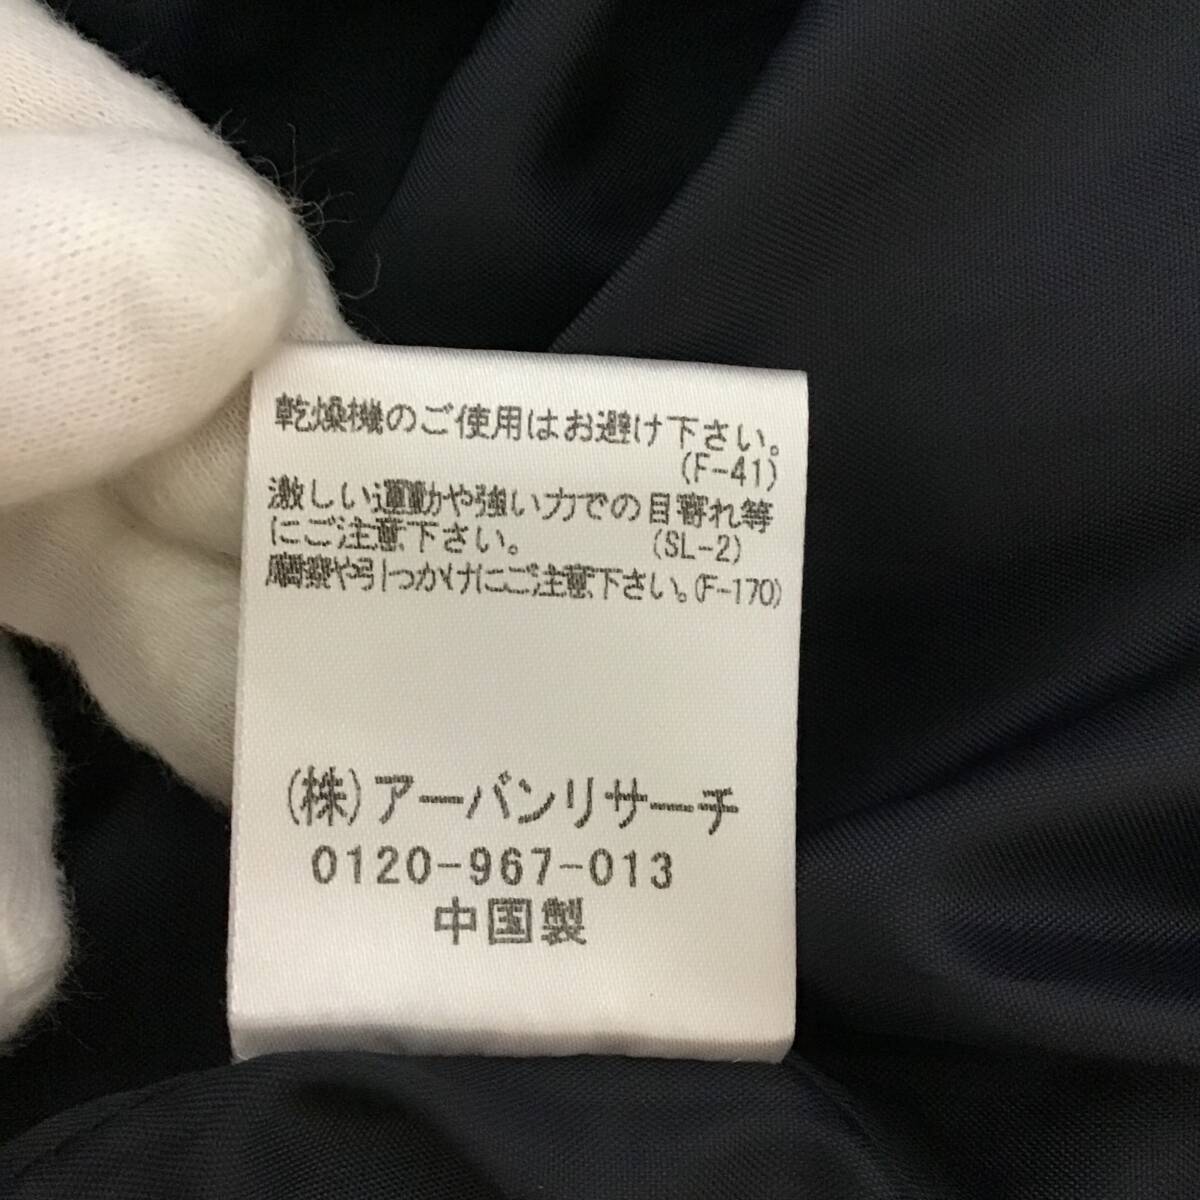 乾燥機のご使用はお避け下さい。
(F-41)
激しい運動や強い力での目寄れ等
にご注意下さい。 (SL-2)
摩擦や引っかけにご注意下さい。(F-170)
(株)アーバンリサーチ
0120-967-013
中国製